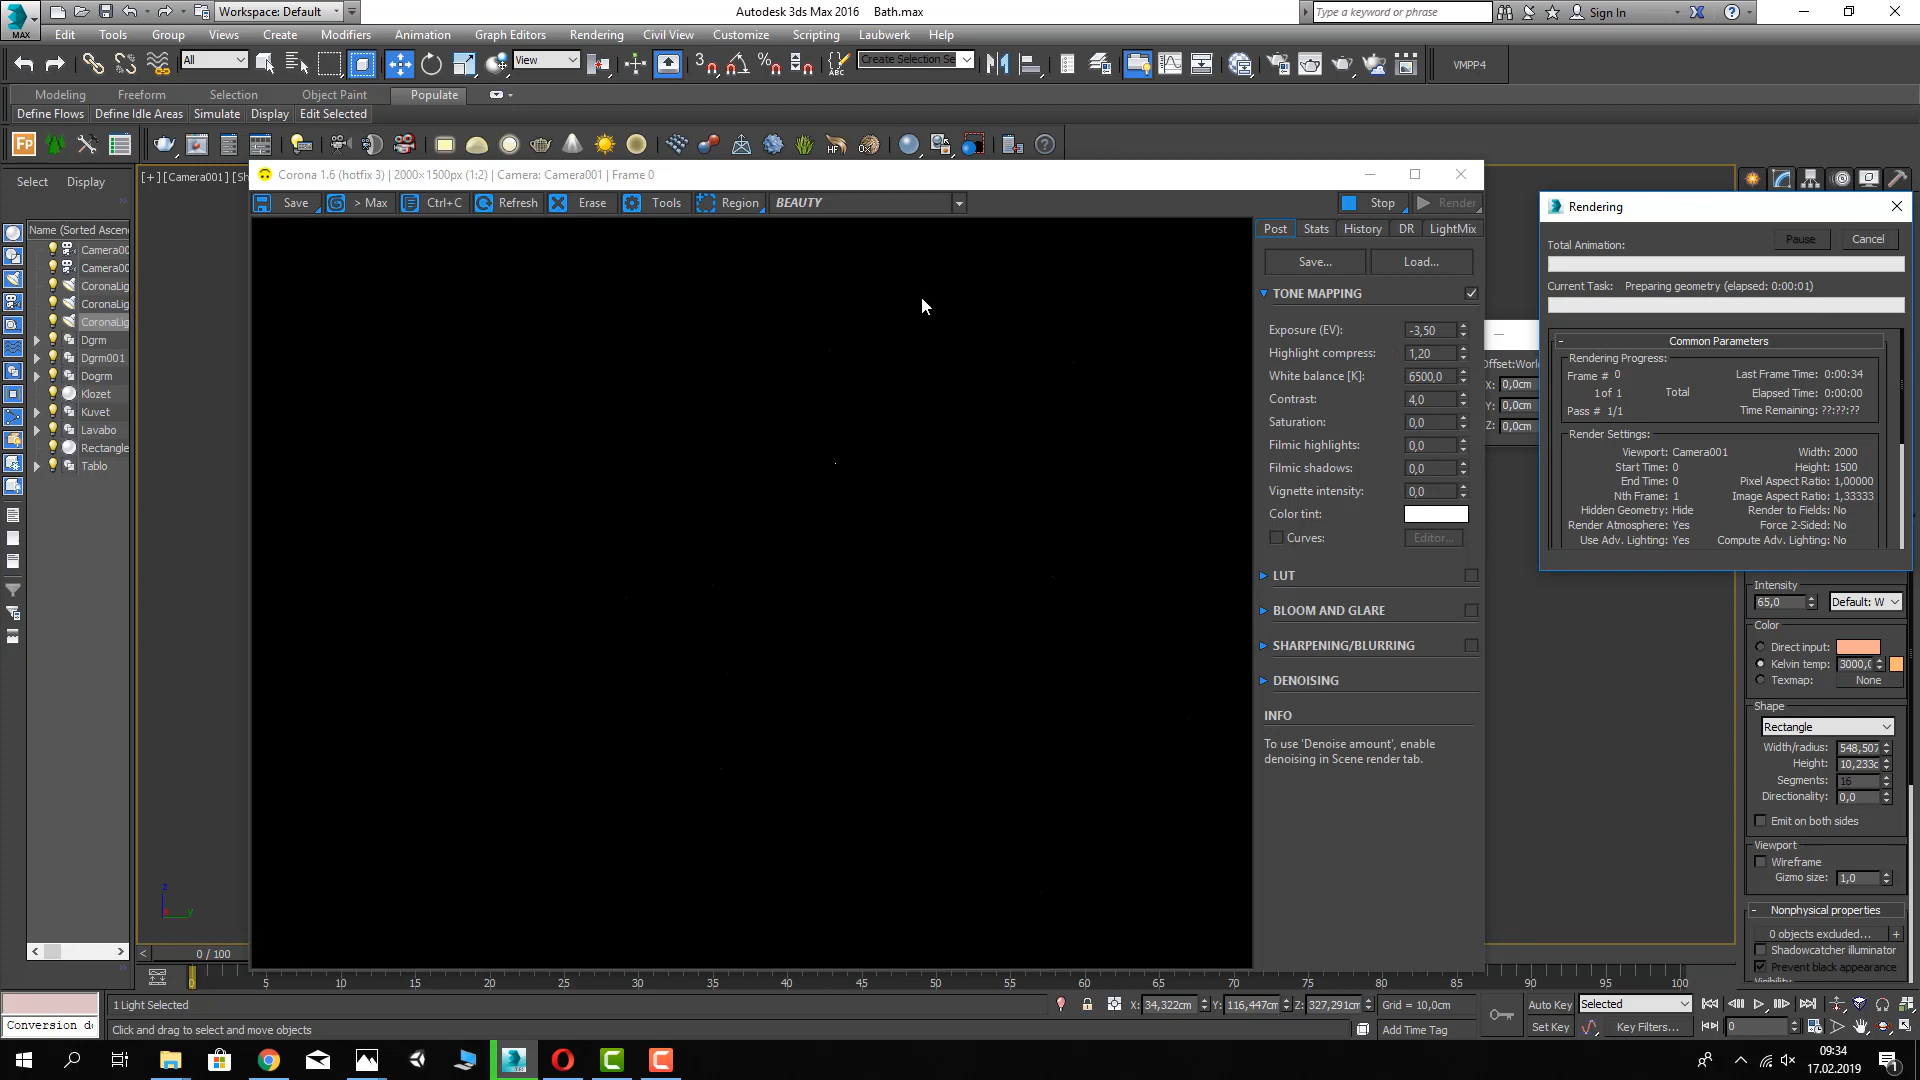 Workspace: Default
Autodesk 3ds Max 2016 Bath.max
Type a keyword or phrase
Sign In
MAX
Edit Tools Group Views Create Modifiers Animation Graph Editors Rendering Civil View Customize Scripting Laubwerk Help
All
View
Create Selection Se
VMPP4
Modeling Freeform Selection Object Paint Populate
Define Flows Define Idle Areas Simulate Display Edit Selected
Select Display
[+][Camera001] [Sh
Corona 1.6 (hotfix 3) | 2000×1500px (1:2) | Camera: Camera001 | Frame 0
Save > Max Ctrl+C Refresh Erase Tools Region BEAUTY Stop Render
Name (Sorted Ascen
Camera00
Camera00
CoronaLig
CoronaLig
CoronaLig
Dgrm
Dgrm001
Dogrm
Klozet
Kuvet
Lavabo
Rectangle
Tablo
Post Stats History DR LightMix
Save... Load...
TONE MAPPING
Exposure (EV): -3,50
Highlight compress: 1,20
White balance [K]: 6500,0
Contrast: 4,0
Saturation: 0,0
Filmic highlights: 0,0
Filmic shadows: 0,0
Vignette intensity: 0,0
Color tint:
Curves: Editor...
LUT
BLOOM AND GLARE
SHARPENING/BLURRING
DENOISING
INFO
To use 'Denoise amount', enable
denoising in Scene render tab.
Offset:Worl
X: 0,0cm
Y: 0,0cm
Z: 0,0cm
Rendering
Total Animation: Pause Cancel
Current Task: Preparing geometry (elapsed: 0:00:01)
Common Parameters
Rendering Progress:
Frame # 0 Last Frame Time: 0:00:34
1 of 1 Total Elapsed Time: 0:00:00
Pass # 1/1 Time Remaining: ??:??:??
Render Settings:
Viewport: Camera001 Width: 2000
Start Time: 0 Height: 1500
End Time: 0 Pixel Aspect Ratio: 1,00000
Nth Frame: 1 Image Aspect Ratio: 1,33333
Hidden Geometry: Hide Render to Fields: No
Render Atmosphere: Yes Force 2-Sided: No
Use Adv. Lighting: Yes Compute Adv. Lighting: No
Intensity
65,0 Default: W
Color
Direct input:
Kelvin temp: 3000,(
Texmap: None
Shape
Rectangle
Width/radius: 548,507
Height: 10,233c
Segments: 16
Directionality: 0,0
Emit on both sides
Viewport
Wireframe
Gizmo size: 1,0
Nonphysical properties
0 objects excluded... +
Shadowcatcher illuminator
Prevent black appearance
z
y
0 / 100
0 5 10 15 20 25 30 35 40 45 50 55 60 65 70 75 80 85 90 95 100
1 Light Selected
X: 34,322cm Y: 116,447cm Z: 327,291cm Grid = 10,0cm
Auto Key Selected
Conversion d
Click and drag to select and move objects
Add Time Tag
Set Key Key Filters... 0
09:34
17.02.2019
1